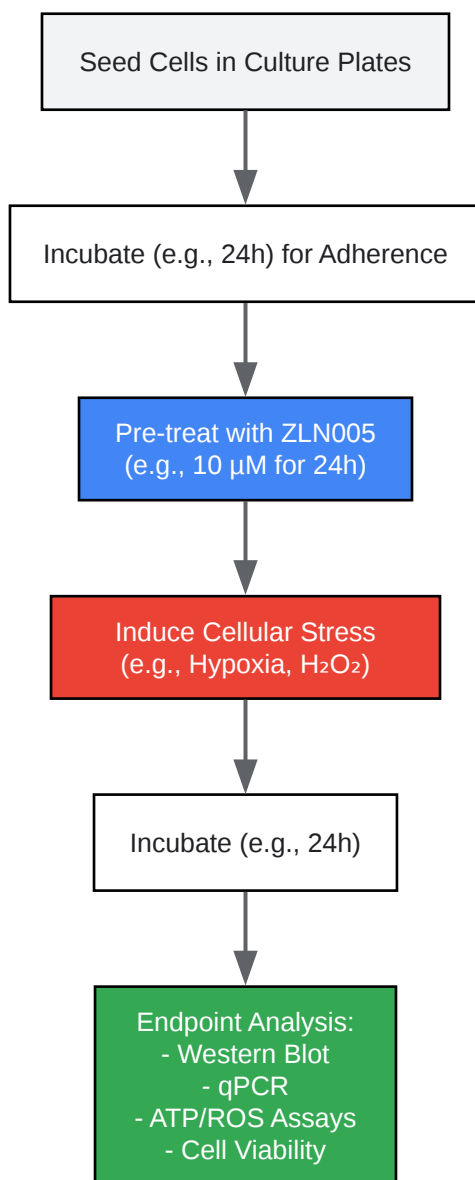 Seed Cells in Culture Plates
Incubate (e.g., 24h) for Adherence
Pre-treat with ZLN005
(e.g., 10 µM for 24h)
Induce Cellular Stress
(e.g., Hypoxia, H₂O₂)
Incubate (e.g., 24h)
Endpoint Analysis:
- Western Blot
- qPCR
- ATP/ROS Assays
- Cell Viability